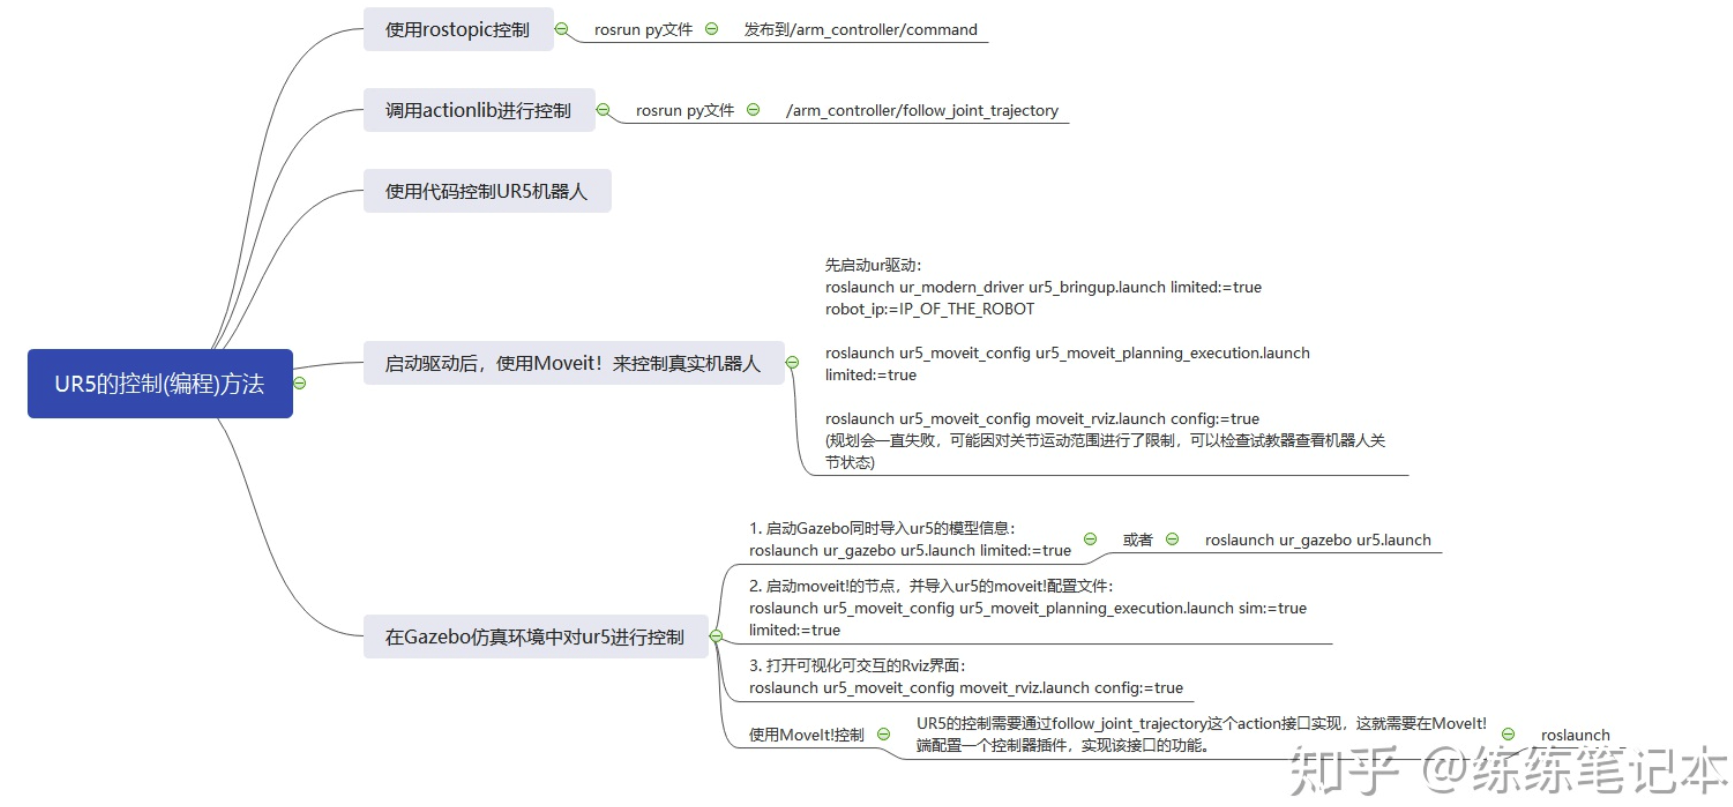 使用rostopic控制
rosrun py文件
发布到/arm_controller/command
调用actionlib进行控制
rosrun py文件
/arm_controller/follow_joint_trajectory
使用代码控制UR5机器人
UR5的控制(编程)方法
启动驱动后，使用Moveit！来控制真实机器人
先启动ur驱动：
roslaunch ur_modern_driver ur5_bringup.launch limited:=true
robot_ip:=IP_OF_THE_ROBOT
roslaunch ur5_moveit_config ur5_moveit_planning_execution.launch
limited:=true
roslaunch ur5_moveit_config moveit_rviz.launch config:=true
(规划会一直失败，可能因对关节运动范围进行了限制，可以检查试教器查看机器人关
节状态)
在Gazebo仿真环境中对ur5进行控制
1. 启动Gazebo同时导入ur5的模型信息：
roslaunch ur_gazebo ur5.launch limited:=true
或者
roslaunch ur_gazebo ur5.launch
2. 启动moveit!的节点，并导入ur5的moveit!配置文件：
roslaunch ur5_moveit_config ur5_moveit_planning_execution.launch sim:=true
limited:=true
3. 打开可视化可交互的Rviz界面：
roslaunch ur5_moveit_config moveit_rviz.launch config:=true
使用MoveIt!控制
UR5的控制需要通过follow_joint_trajectory这个action接口实现，这就需要在MoveIt!
端配置一个控制器插件，实现该接口的功能。
roslaunch
知乎 @练练笔记本